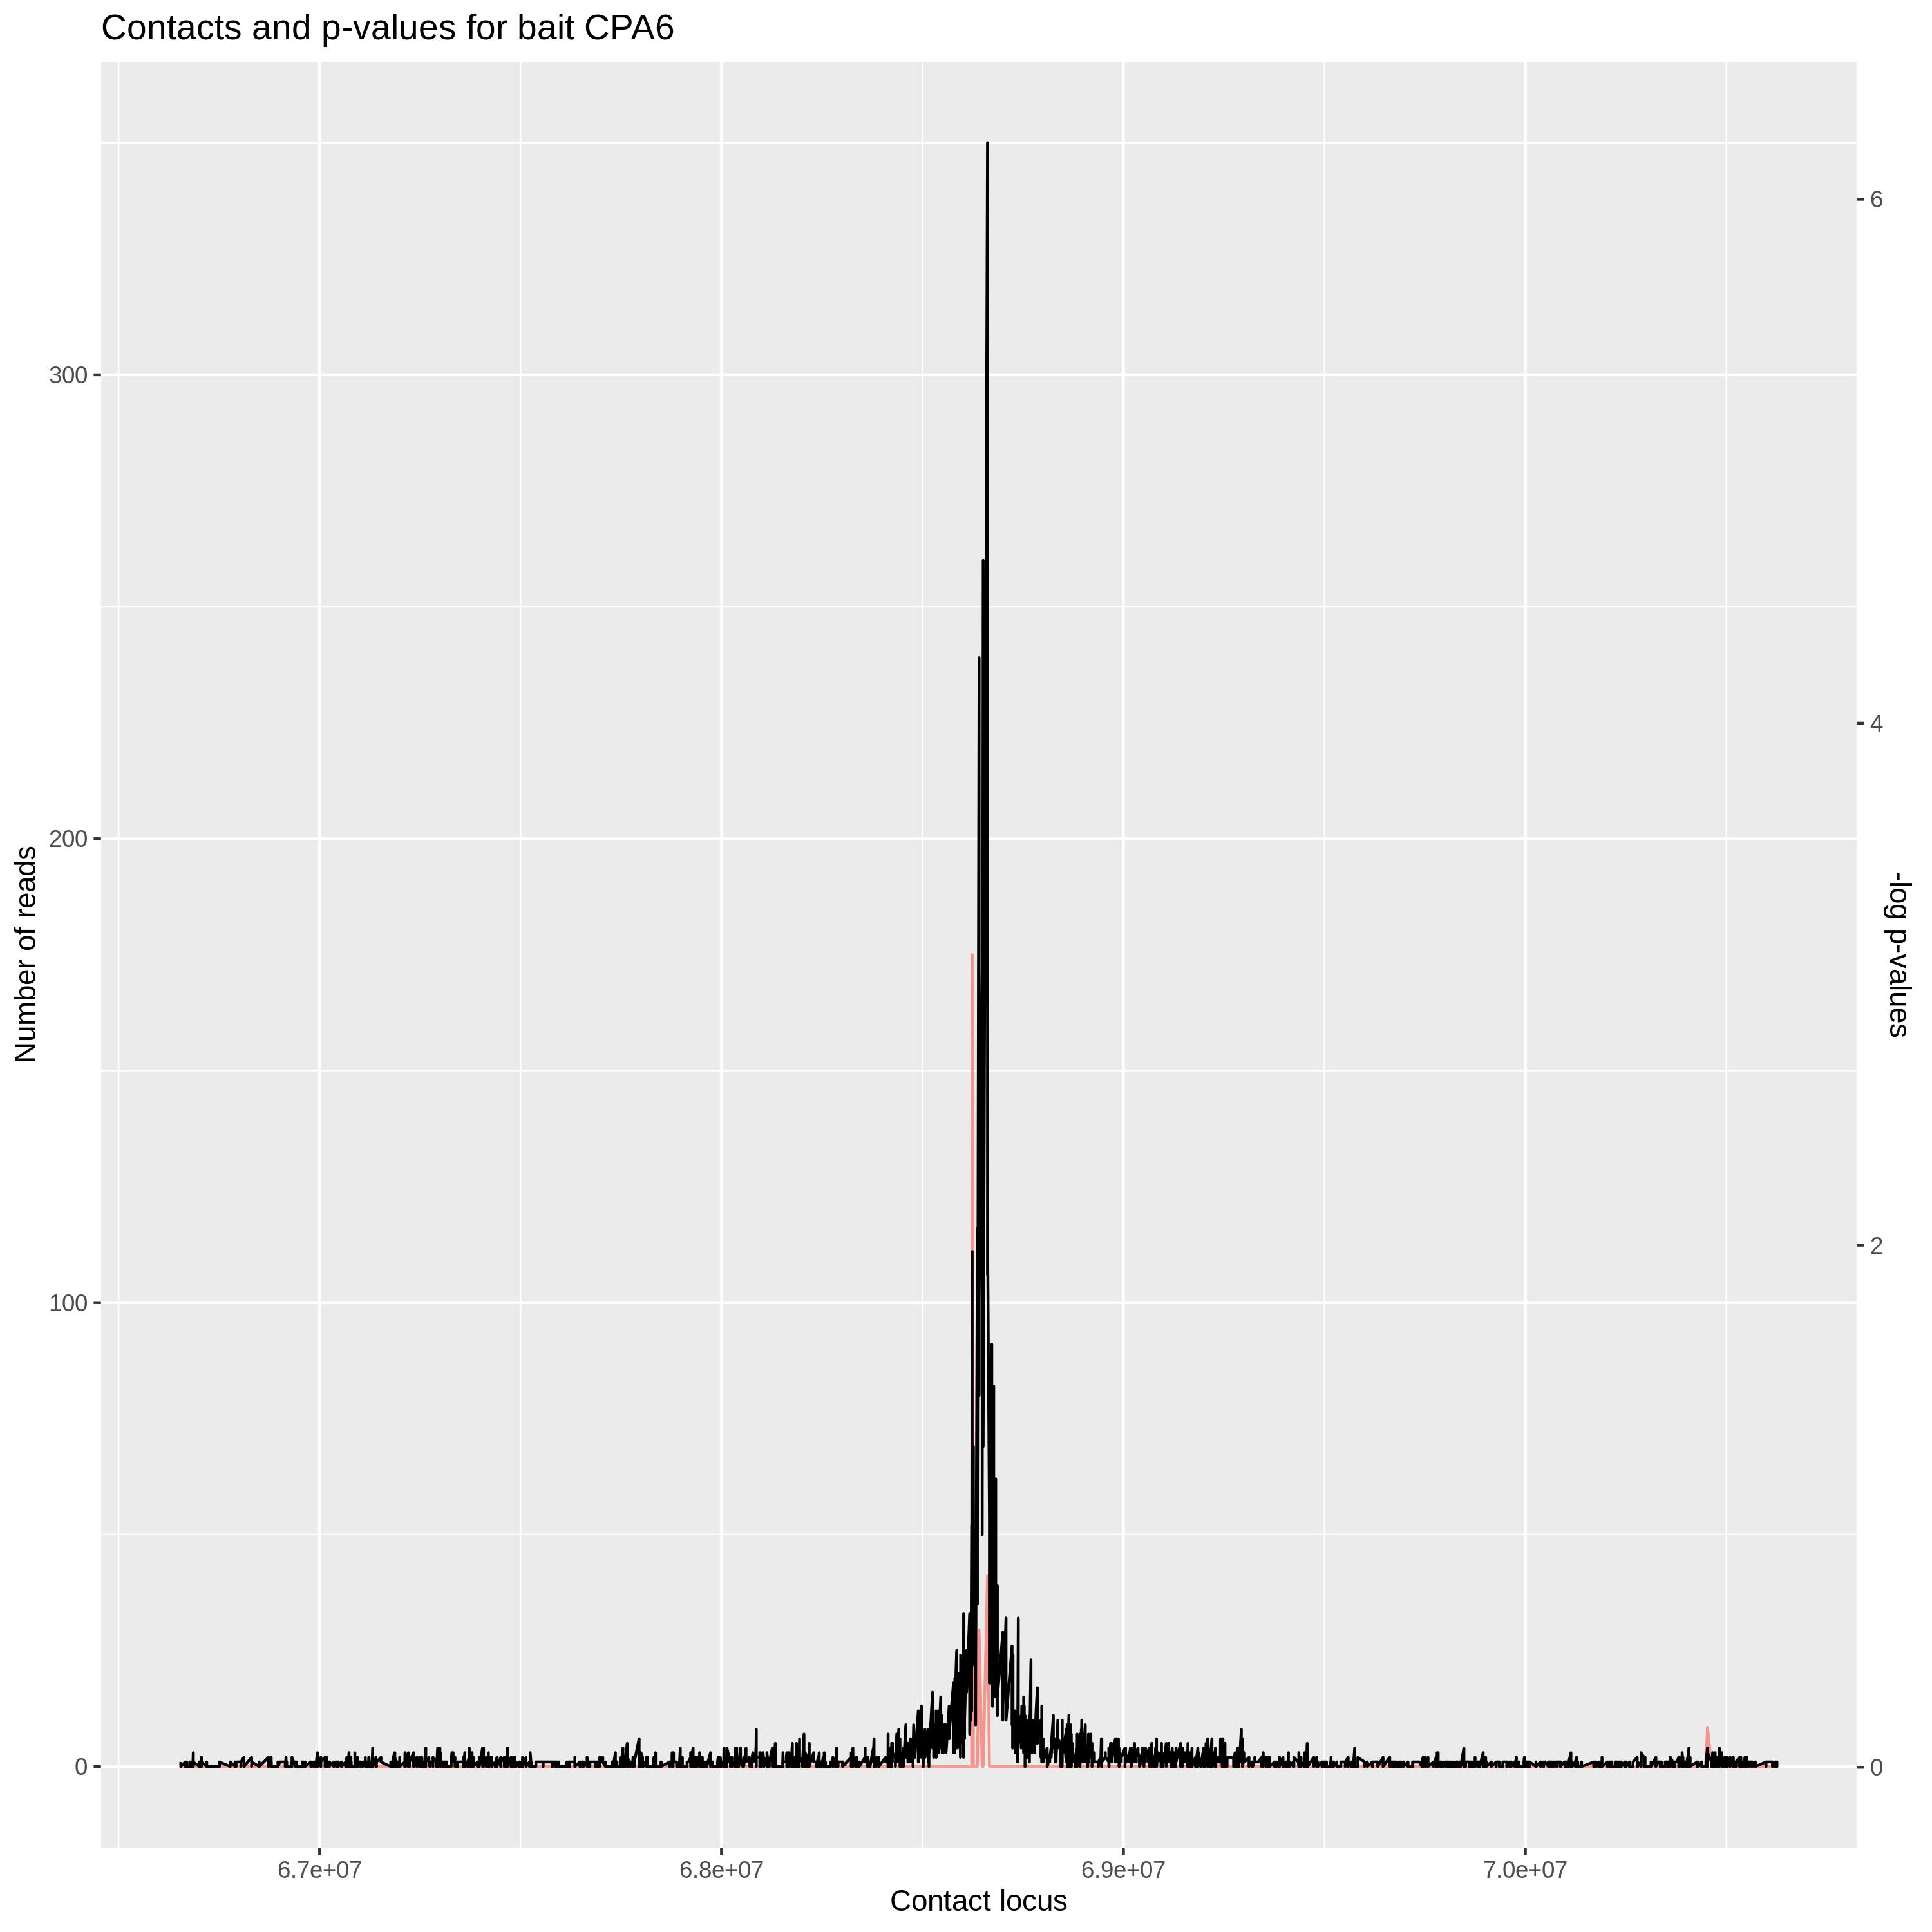 Contacts and p-values for bait CPA6
Number of reads
300
200
100
0
6
4
2
0
-log p-values
6.7e+07
6.8e+07
6.9e+07
7.0e+07
Contact locus